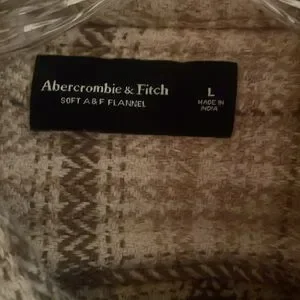 Abercrombie & Fitch
SOFT A&F FLANNEL
L
MADE IN
INDIA